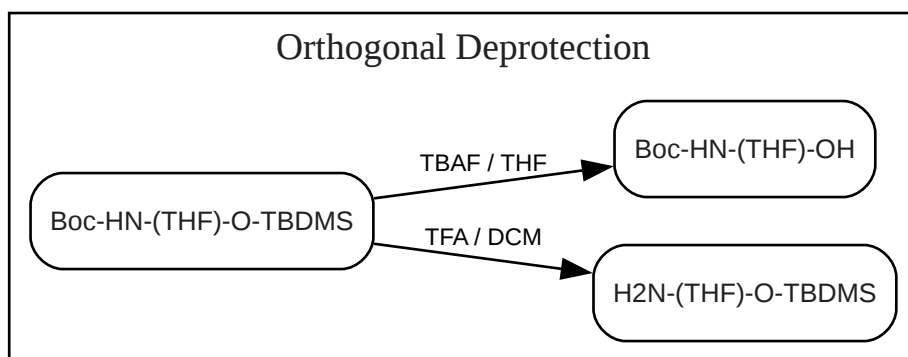 Orthogonal Deprotection
Boc-HN-(THF)-O-TBDMS
TBAF / THF
Boc-HN-(THF)-OH
TFA / DCM
H2N-(THF)-O-TBDMS